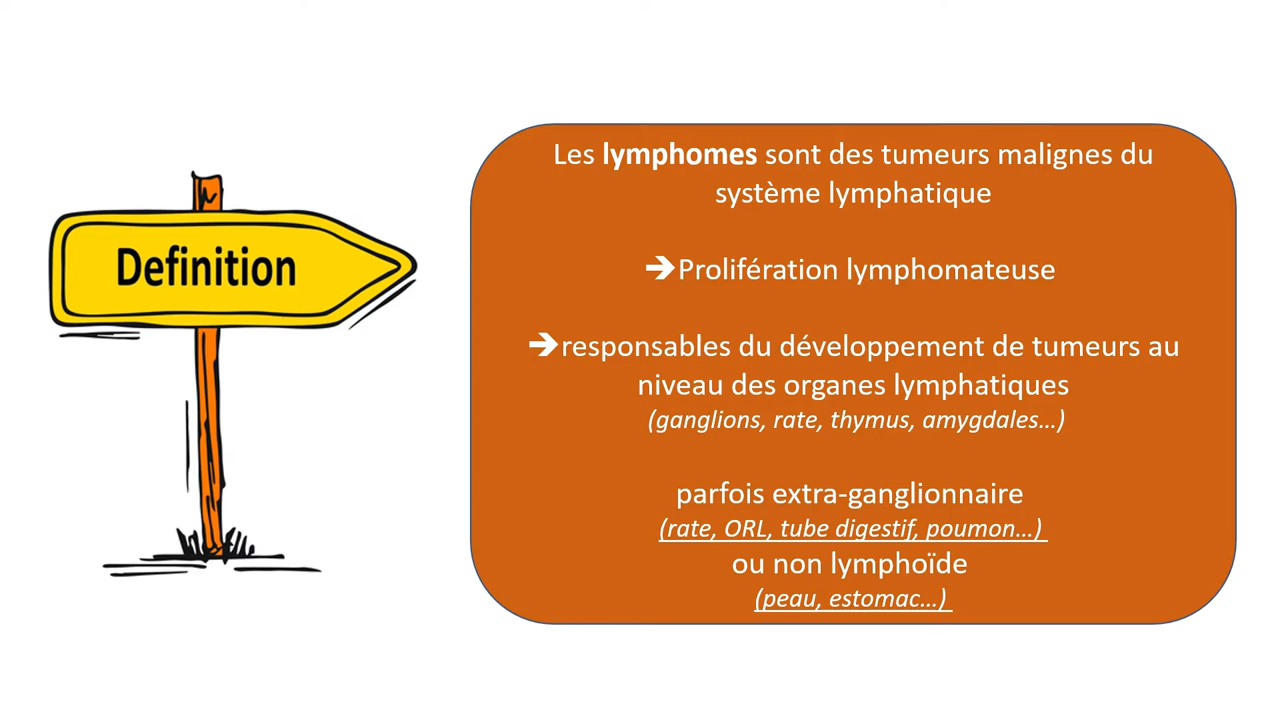 Definition
Les lymphomes sont des tumeurs malignes du
système lymphatique
➔Prolifération lymphomateuse
➔responsables du développement de tumeurs au
niveau des organes lymphatiques
(ganglions, rate, thymus, amygdales...)
parfois extra-ganglionnaire
(rate, ORL, tube digestif, poumon...)
ou non lymphoïde
(peau, estomac...)